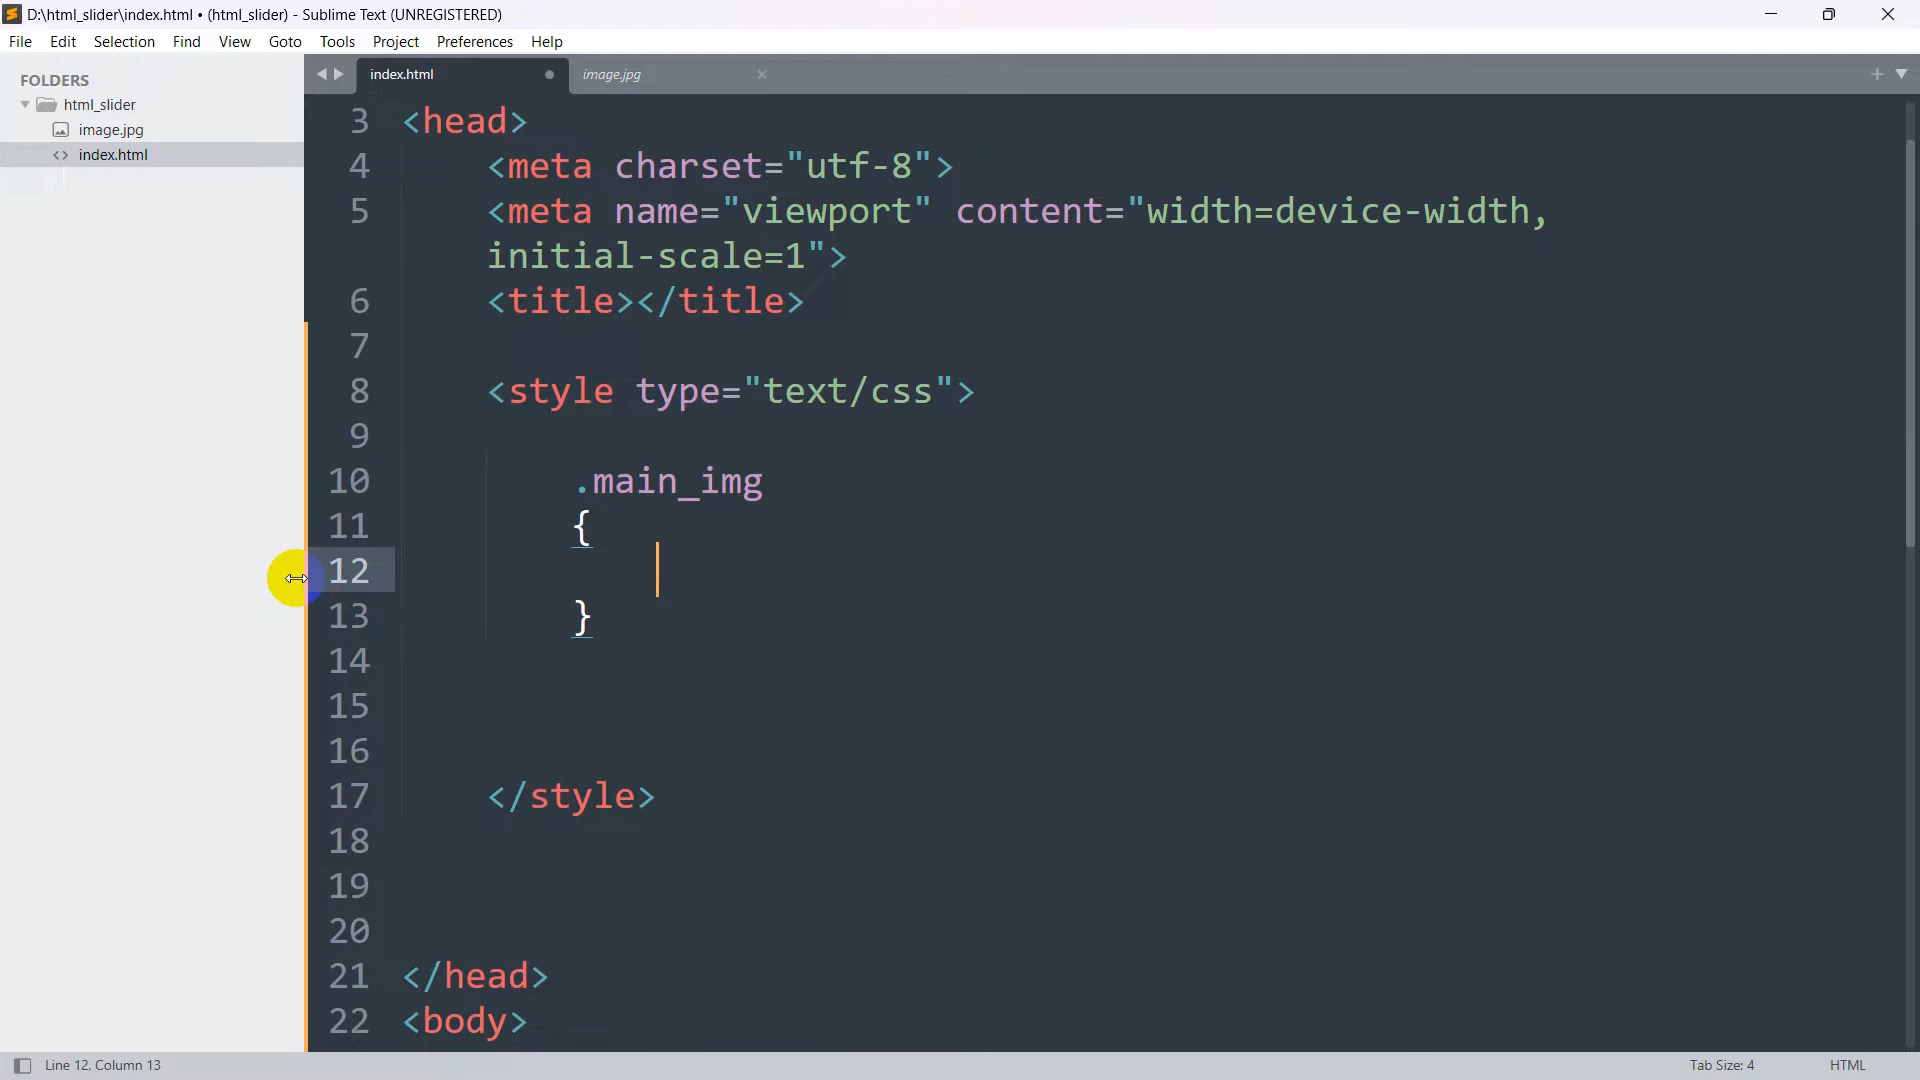 D:\html_slider\index.html • (html_slider) - Sublime Text (UNREGISTERED)
File Edit Selection Find View Goto Tools Project Preferences Help
FOLDERS
html_slider
image.jpg
index.html
index.html image.jpg
3 <head>
4 <meta charset="utf-8">
5 <meta name="viewport" content="width=device-width,
initial-scale=1">
6 <title></title>
7
8 <style type="text/css">
9
10 .main_img
11 {
12
13 }
14
15
16
17 </style>
18
19
20
21 </head>
22 <body>
Line 12, Column 13 Tab Size: 4 HTML